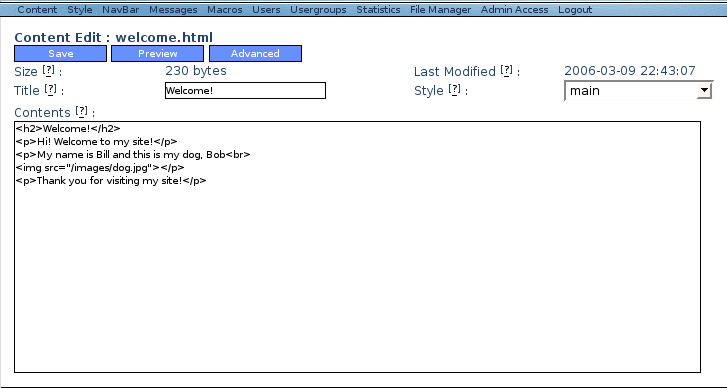 Content Style NavBar Messages Macros Users Usergroups Statistics File Manager Admin Access Logout
Content Edit : welcome.html
Save Preview Advanced
Size [?] : 230 bytes Last Modified [?] : 2006-03-09 22:43:07
Title [?] : Welcome! Style [?] : main
Contents [?] :
<h2>Welcome!</h2>
<p>Hi! Welcome to my site!</p>
<p>My name is Bill and this is my dog, Bob<br>
<img src="/images/dog.jpg"></p>
<p>Thank you for visiting my site!</p>